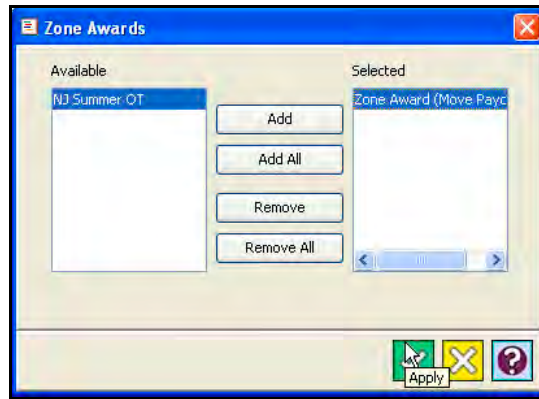 Zone Awards
Available
Selected
NJ Summer OT
Zone Award (Move Payc
Add
Add All
Remove
Remove All
Apply
?